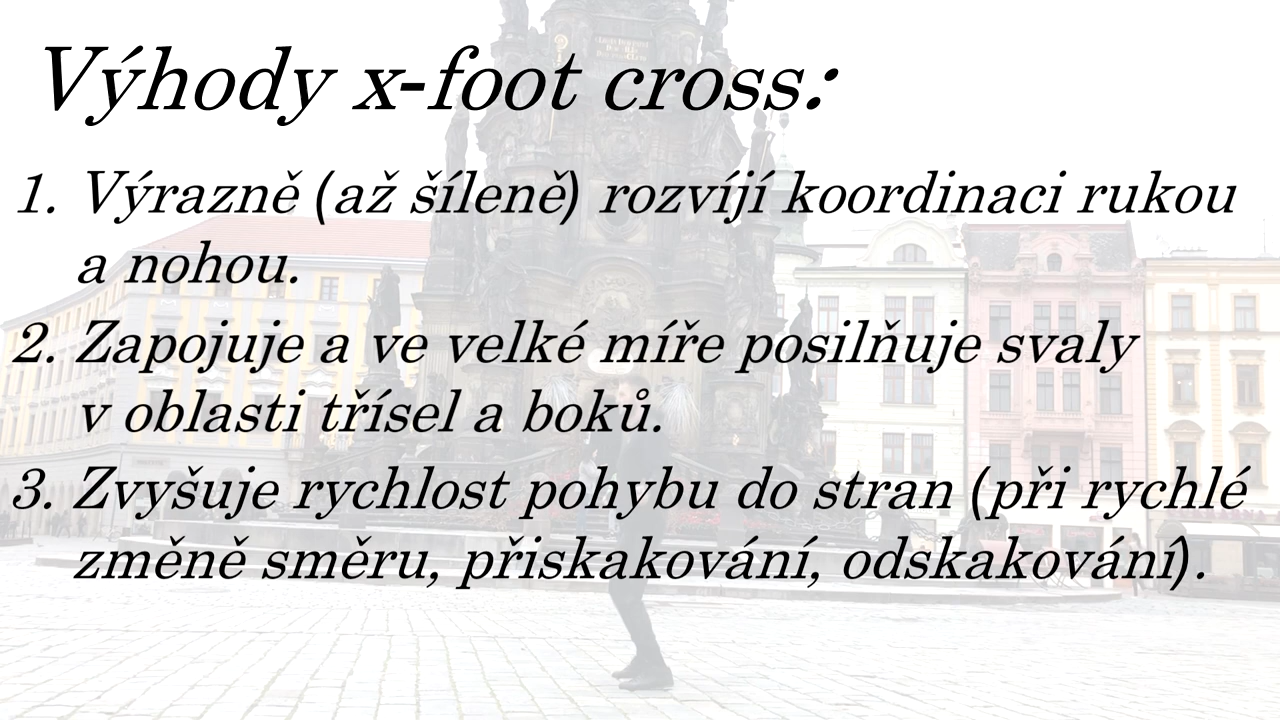 Výhody x-foot cross:
1. Výrazně (až šíleně) rozvíjí koordinaci rukou
a nohou.
2. Zapojuje a ve velké míře posilňuje svaly
v oblasti třísel a boků.
3. Zvyšuje rychlost pohybu do stran (při rychlé
změně směru, přiskakování, odskakování).